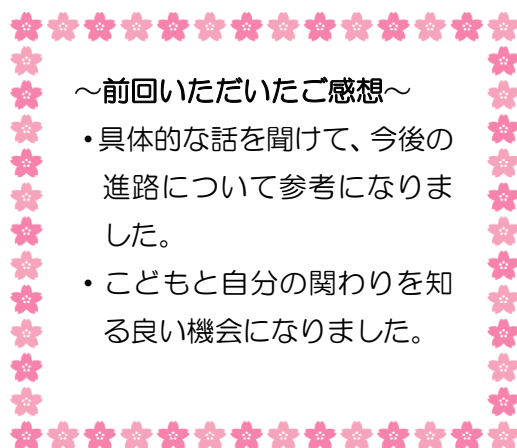 ～前回いただいたご感想～
・具体的な話を聞けて、今後の
進路について参考になりま
した。
・こどもと自分の関わりを知
る良い機会になりました。